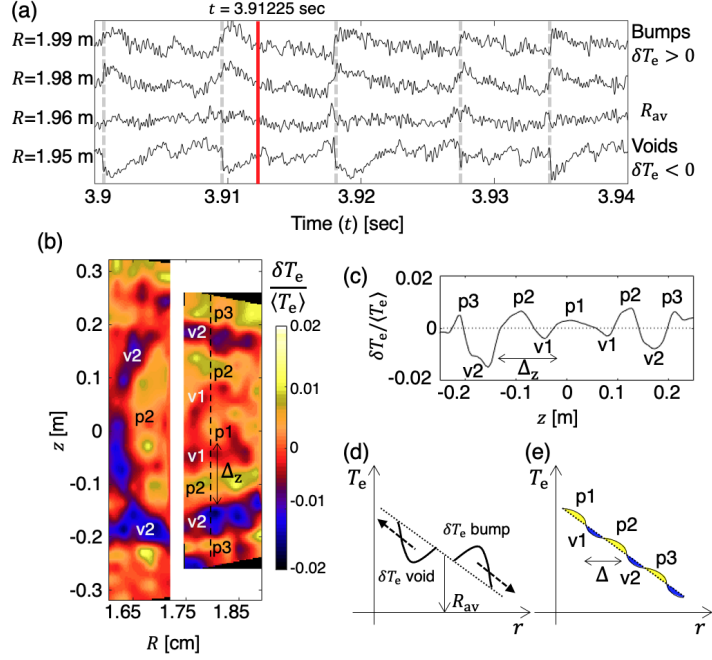 (a)
t = 3.91225 sec
R=1.99 m
Bumps
δTe > 0
R=1.98 m
R=1.96 m
Rav
R=1.95 m
Voids
δTe < 0
3.9 3.91 3.92 3.93 3.94
Time (t) [sec]
(b)
δTe
⟨Te⟩
0.3
0.2
0.1
0
-0.1
-0.2
-0.3
z [m]
v2
p2
v2
p3
v2
p2
v1
p1
v1
Δz
p2
v2
p3
1.65 1.75 1.85
R [cm]
0.02
0.01
0
-0.01
-0.02
(c)
δTe/⟨Te⟩
0.02
0
-0.02
p3 p2 p1 p2 p3
v2 v1 v1 v2
Δz
-0.2 -0.1 0 0.1 0.2
z [m]
(d)
Te
δTe bump
δTe void
Rav
r
(e)
Te
p1
v1
p2
Δ
v2
p3
r